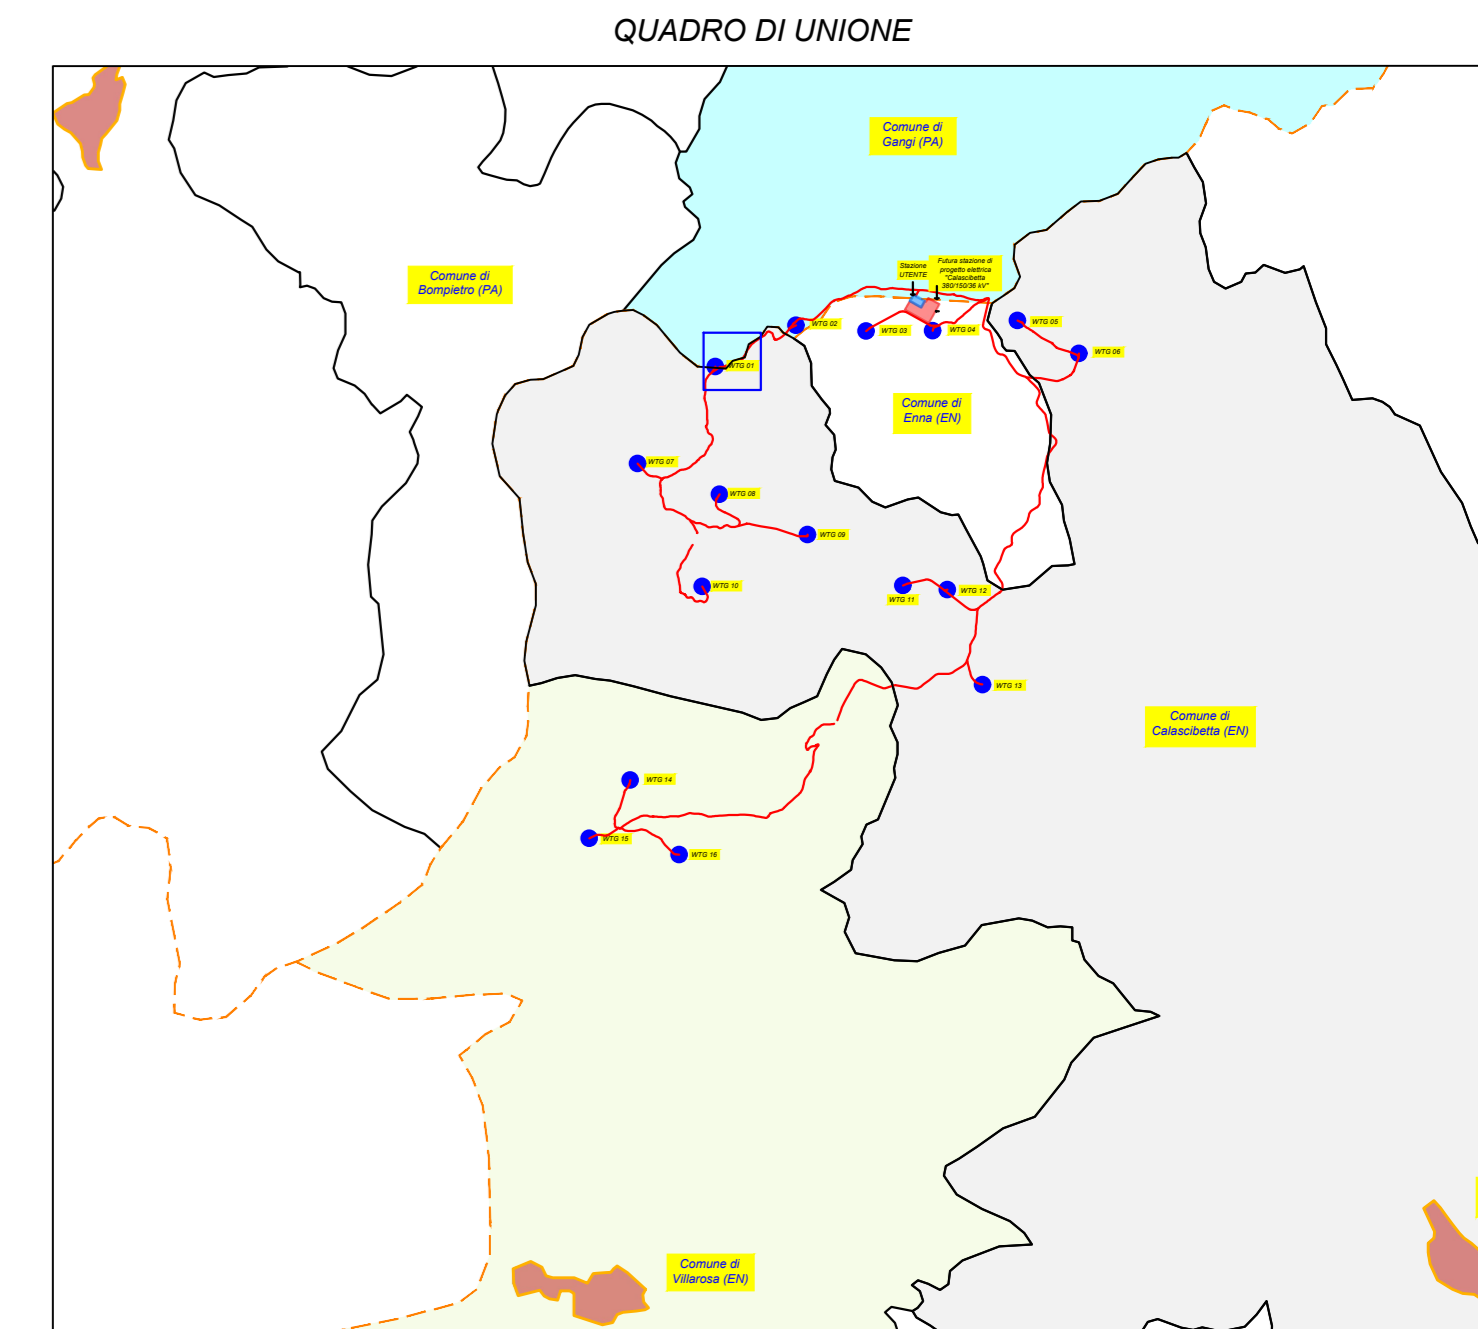 QUADRO DI UNIONE
Comune di
Gangi (PA)
Comune di
Bompietro (PA)
Stazione
UTENTE
Futura stazione di
progetto elettrica
"Calascibetta
380/150/36 kV"
WTG 02
WTG 03
WTG 04
WTG 05
WTG 06
WTG 01
Comune di
Enna (EN)
WTG 07
WTG 08
WTG 09
WTG 10
WTG 11
WTG 12
WTG 13
Comune di
Calascibetta (EN)
WTG 14
WTG 15
WTG 16
Comune di
Villarosa (EN)